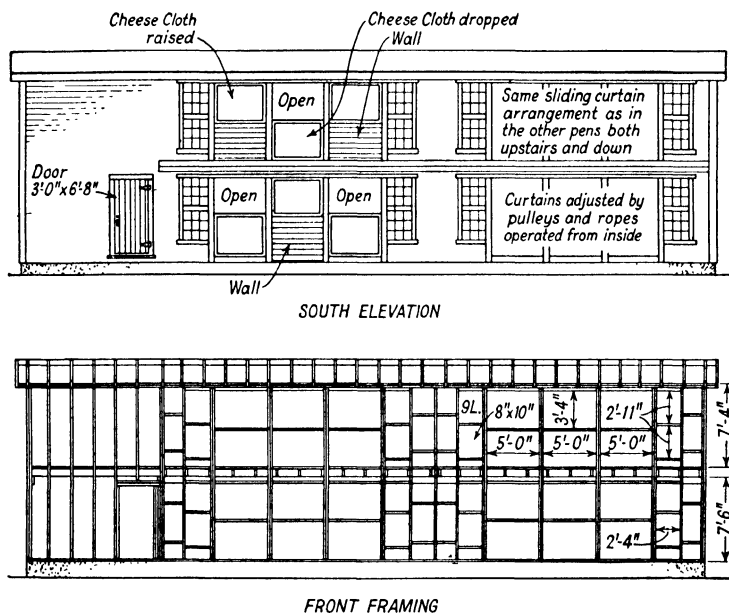 Cheese Cloth
raised
Cheese Cloth dropped
Wall
Open
Same sliding curtain
arrangement as in
the other pens both
upstairs and down
Door
3'-0"x6'-8"
Open
Open
Curtains adjusted by
pulleys and ropes
operated from inside
Wall
SOUTH ELEVATION
9L.
8"x10"
3'-4"
2'-11"
7'-4"
5'-0"
5'-0"
5'-0"
2'-4"
7'-6"
FRONT FRAMING